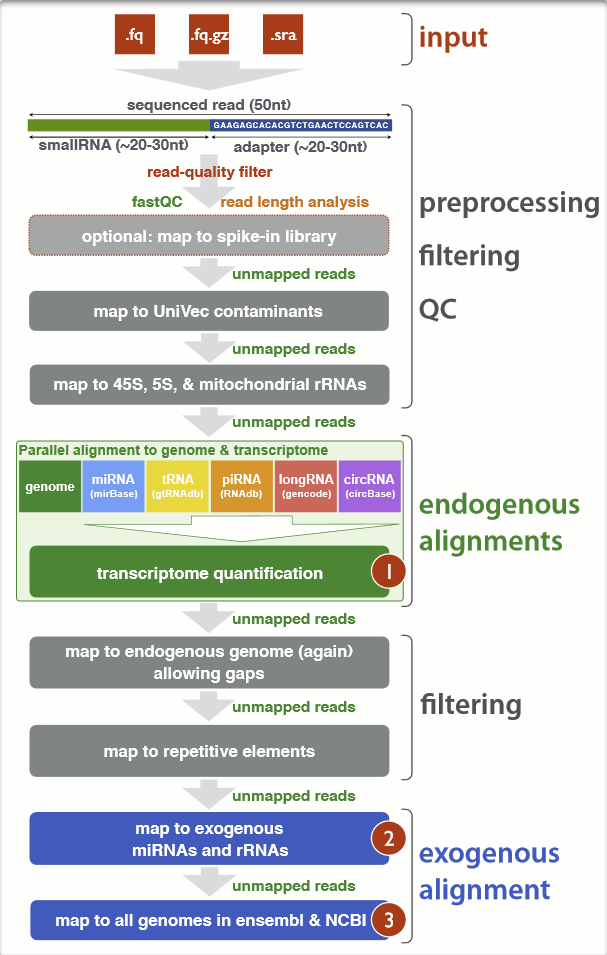 .fq
.fq.gz
.sra
input
sequenced read (50nt)
GAAGAGCACACGTCTGAACTCCAGTCAC
smallRNA (~20-30nt)
adapter (~20-30nt)
read-quality filter
fastQC
read length analysis
optional: map to spike-in library
unmapped reads
map to UniVec contaminants
unmapped reads
map to 45S, 5S, & mitochondrial rRNAs
unmapped reads
preprocessing
filtering
QC
Parallel alignment to genome & transcriptome
genome
miRNA
(mirBase)
tRNA
(gtRNAdb)
piRNA
(RNAdb)
longRNA
(gencode)
circRNA
(circBase)
transcriptome quantification
1
endogenous
alignments
unmapped reads
map to endogenous genome (again)
allowing gaps
unmapped reads
map to repetitive elements
filtering
unmapped reads
map to exogenous
miRNAs and rRNAs
2
unmapped reads
map to all genomes in ensembl & NCBI
3
exogenous
alignment